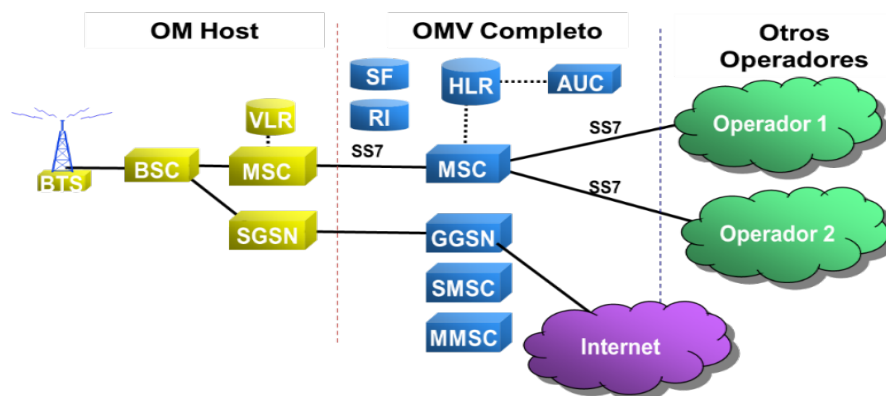 OM Host
OMV Completo
Otros
Operadores
SF
HLR
AUC
RI
VLR
Operador 1
SS7
SS7
BTS
BSC
MSC
MSC
SS7
SGSN
GGSN
Operador 2
SMSC
MMSC
Internet